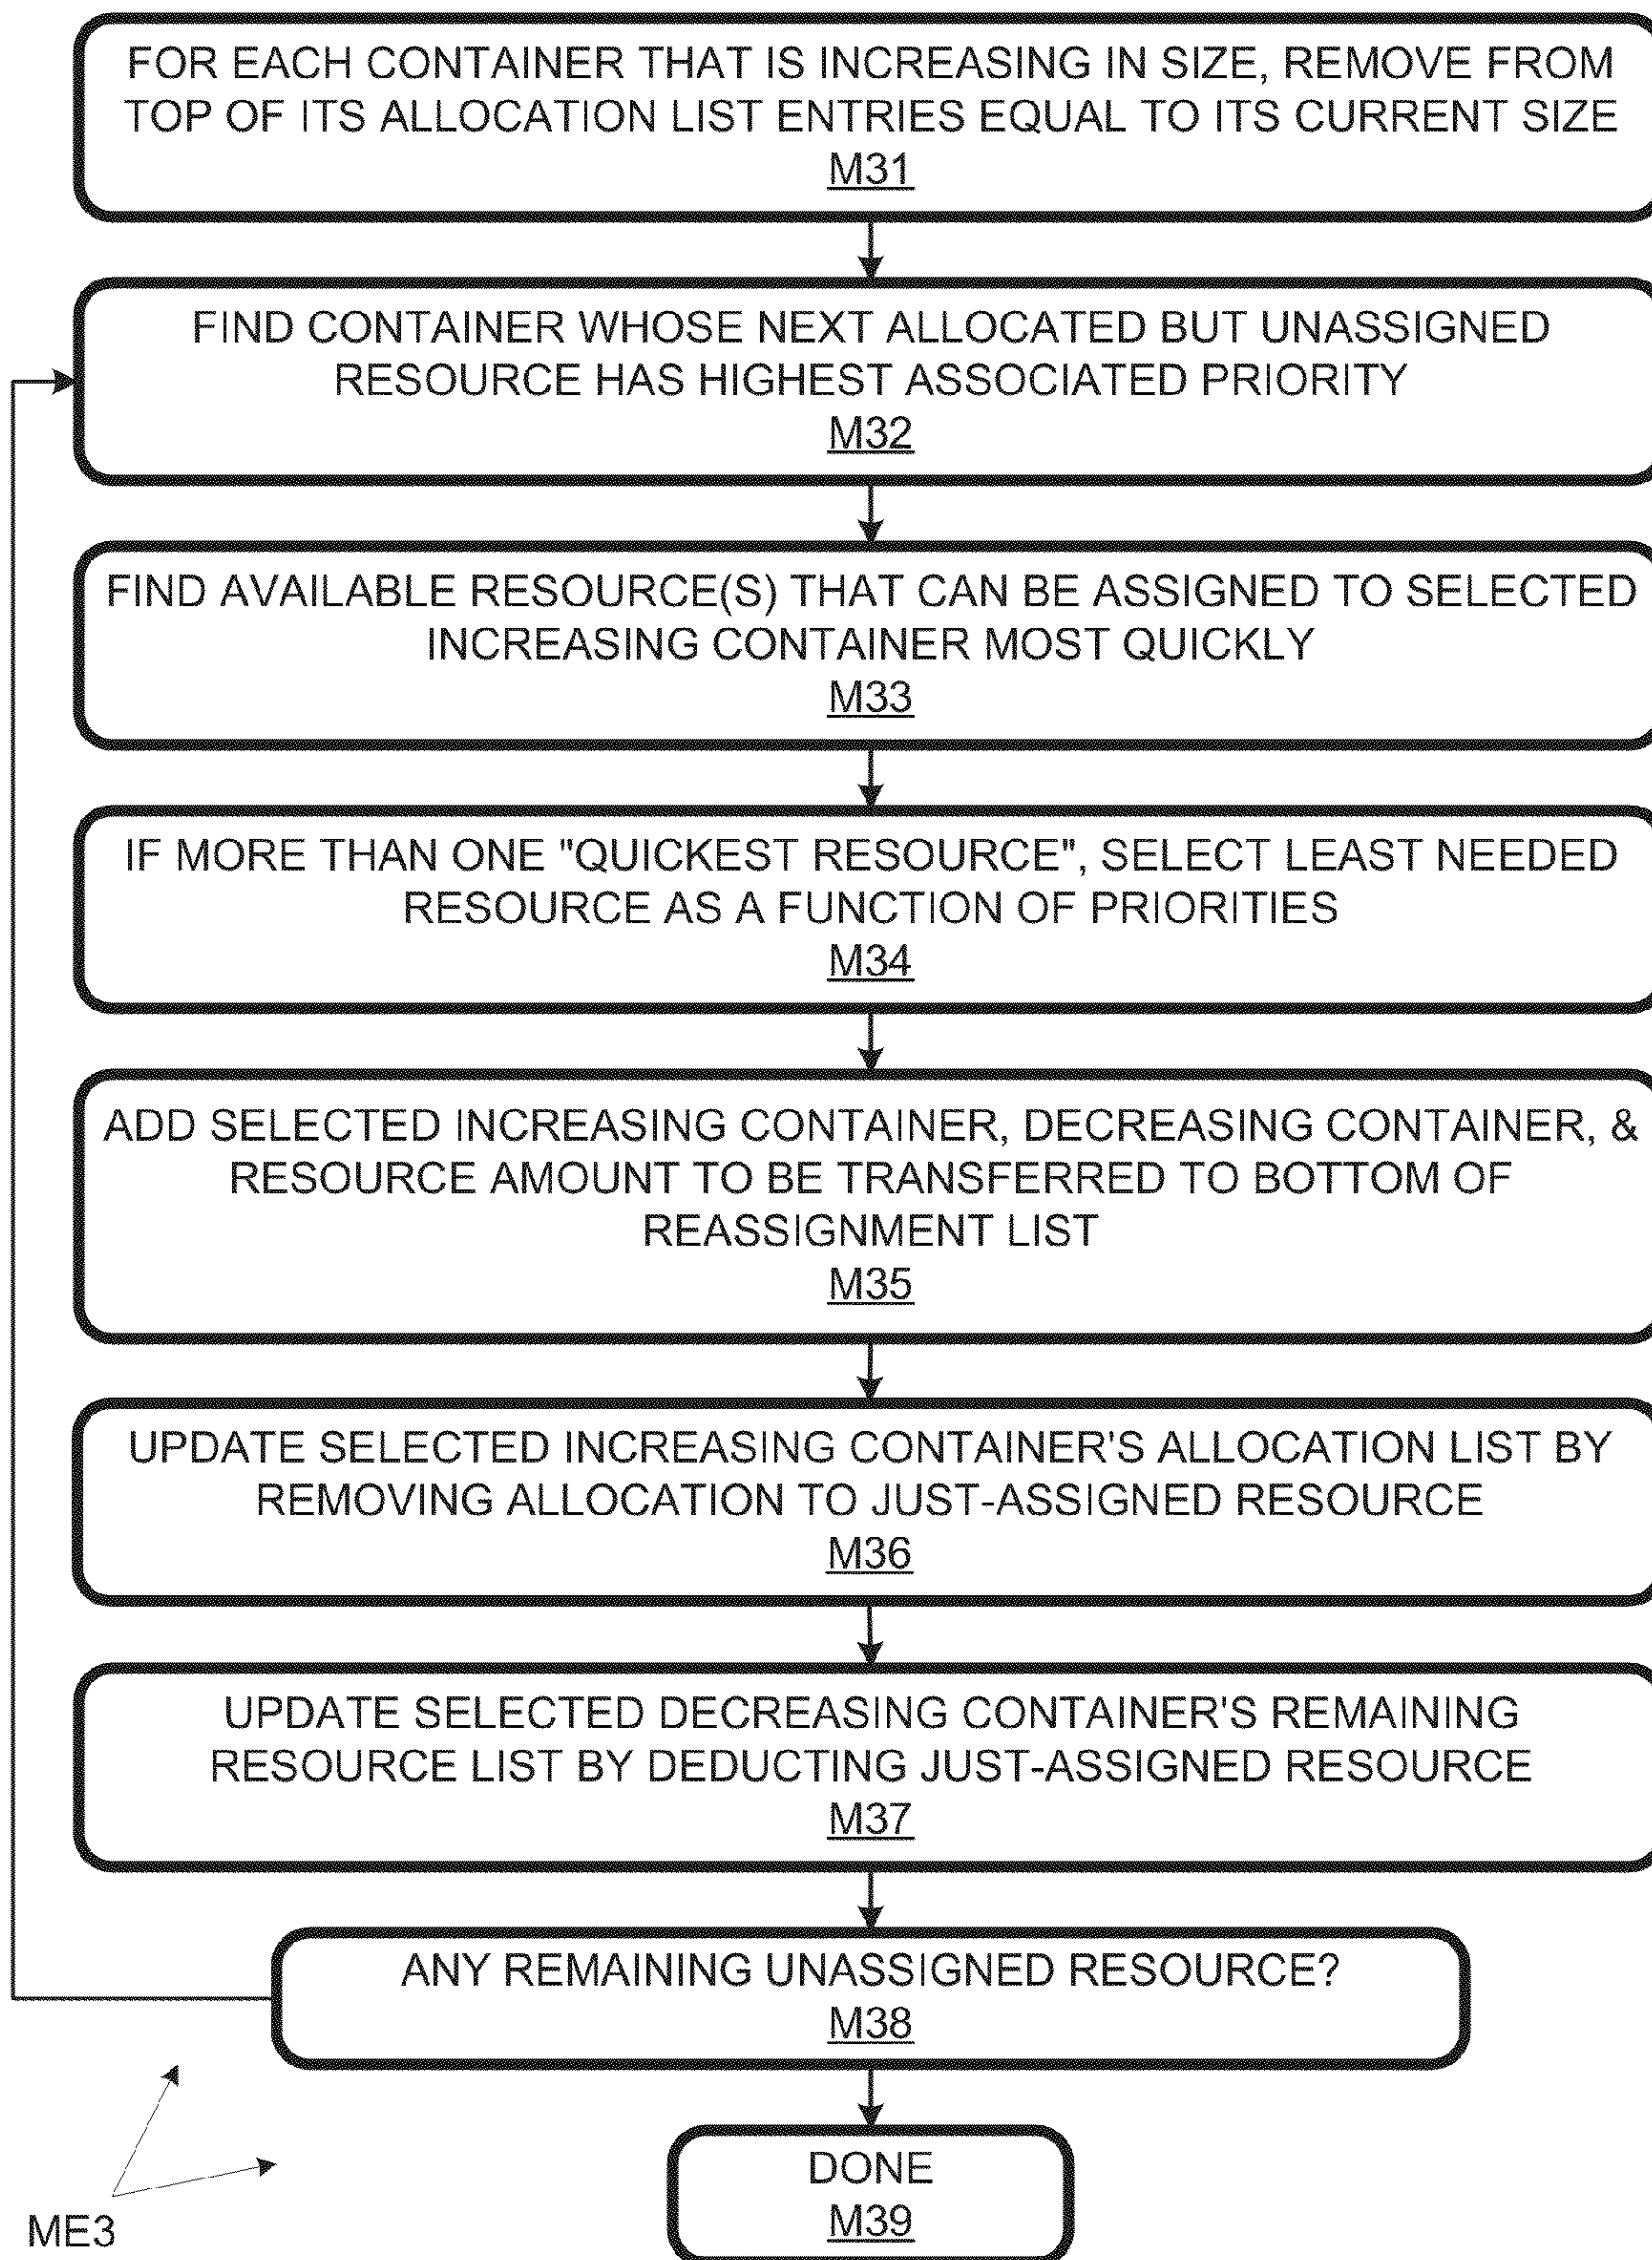 FOR EACH CONTAINER THAT IS INCREASING IN SIZE, REMOVE FROM
TOP OF ITS ALLOCATION LIST ENTRIES EQUAL TO ITS CURRENT SIZE
M31
FIND CONTAINER WHOSE NEXT ALLOCATED BUT UNASSIGNED
RESOURCE HAS HIGHEST ASSOCIATED PRIORITY
M32
FIND AVAILABLE RESOURCE(S) THAT CAN BE ASSIGNED TO SELECTED
INCREASING CONTAINER MOST QUICKLY
M33
IF MORE THAN ONE "QUICKEST RESOURCE", SELECT LEAST NEEDED
RESOURCE AS A FUNCTION OF PRIORITIES
M34
ADD SELECTED INCREASING CONTAINER, DECREASING CONTAINER, &
RESOURCE AMOUNT TO BE TRANSFERRED TO BOTTOM OF
REASSIGNMENT LIST
M35
UPDATE SELECTED INCREASING CONTAINER'S ALLOCATION LIST BY
REMOVING ALLOCATION TO JUST-ASSIGNED RESOURCE
M36
UPDATE SELECTED DECREASING CONTAINER'S REMAINING
RESOURCE LIST BY DEDUCTING JUST-ASSIGNED RESOURCE
M37
ANY REMAINING UNASSIGNED RESOURCE?
M38
DONE
M39
ME3